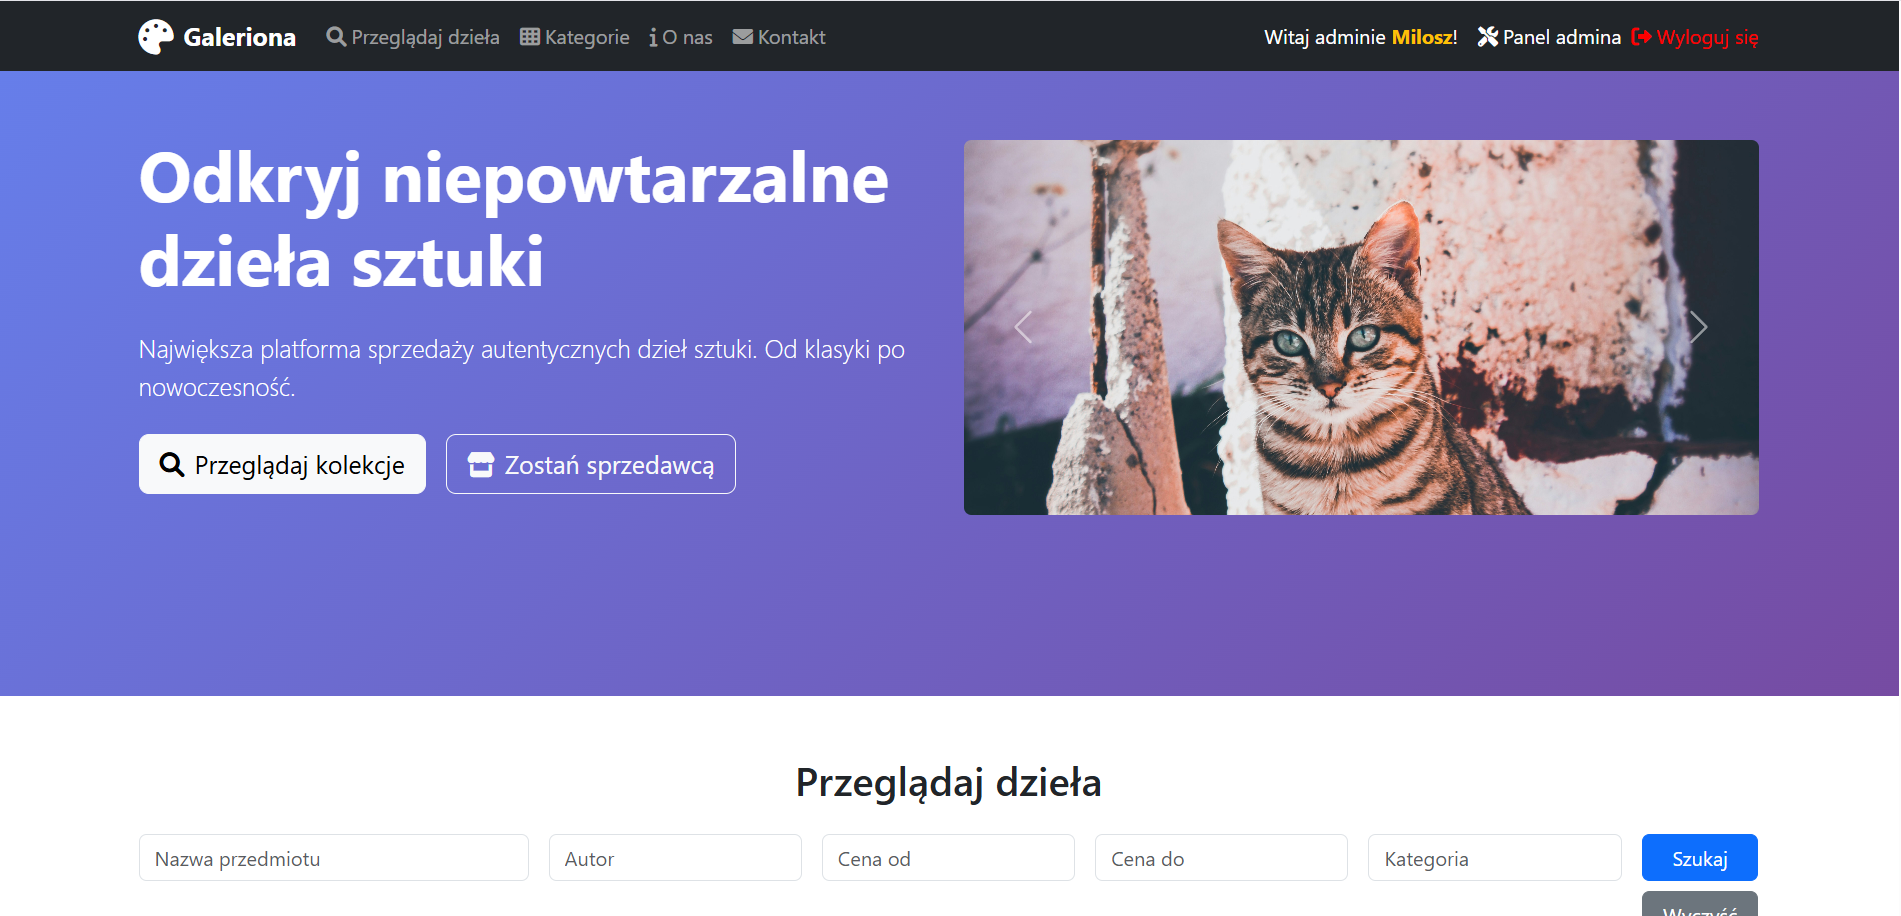 Galeriona Przeglądaj dzieła Kategorie O nas Kontakt Witaj adminie Milosz! Panel admina Wyloguj się
Odkryj niepowtarzalne
dzieła sztuki
Największa platforma sprzedaży autentycznych dzieł sztuki. Od klasyki po
nowoczesność.
Przeglądaj kolekcje Zostań sprzedawcą
Przeglądaj dzieła
Nazwa przedmiotu Autor Cena od Cena do Kategoria Szukaj
Wyczyść